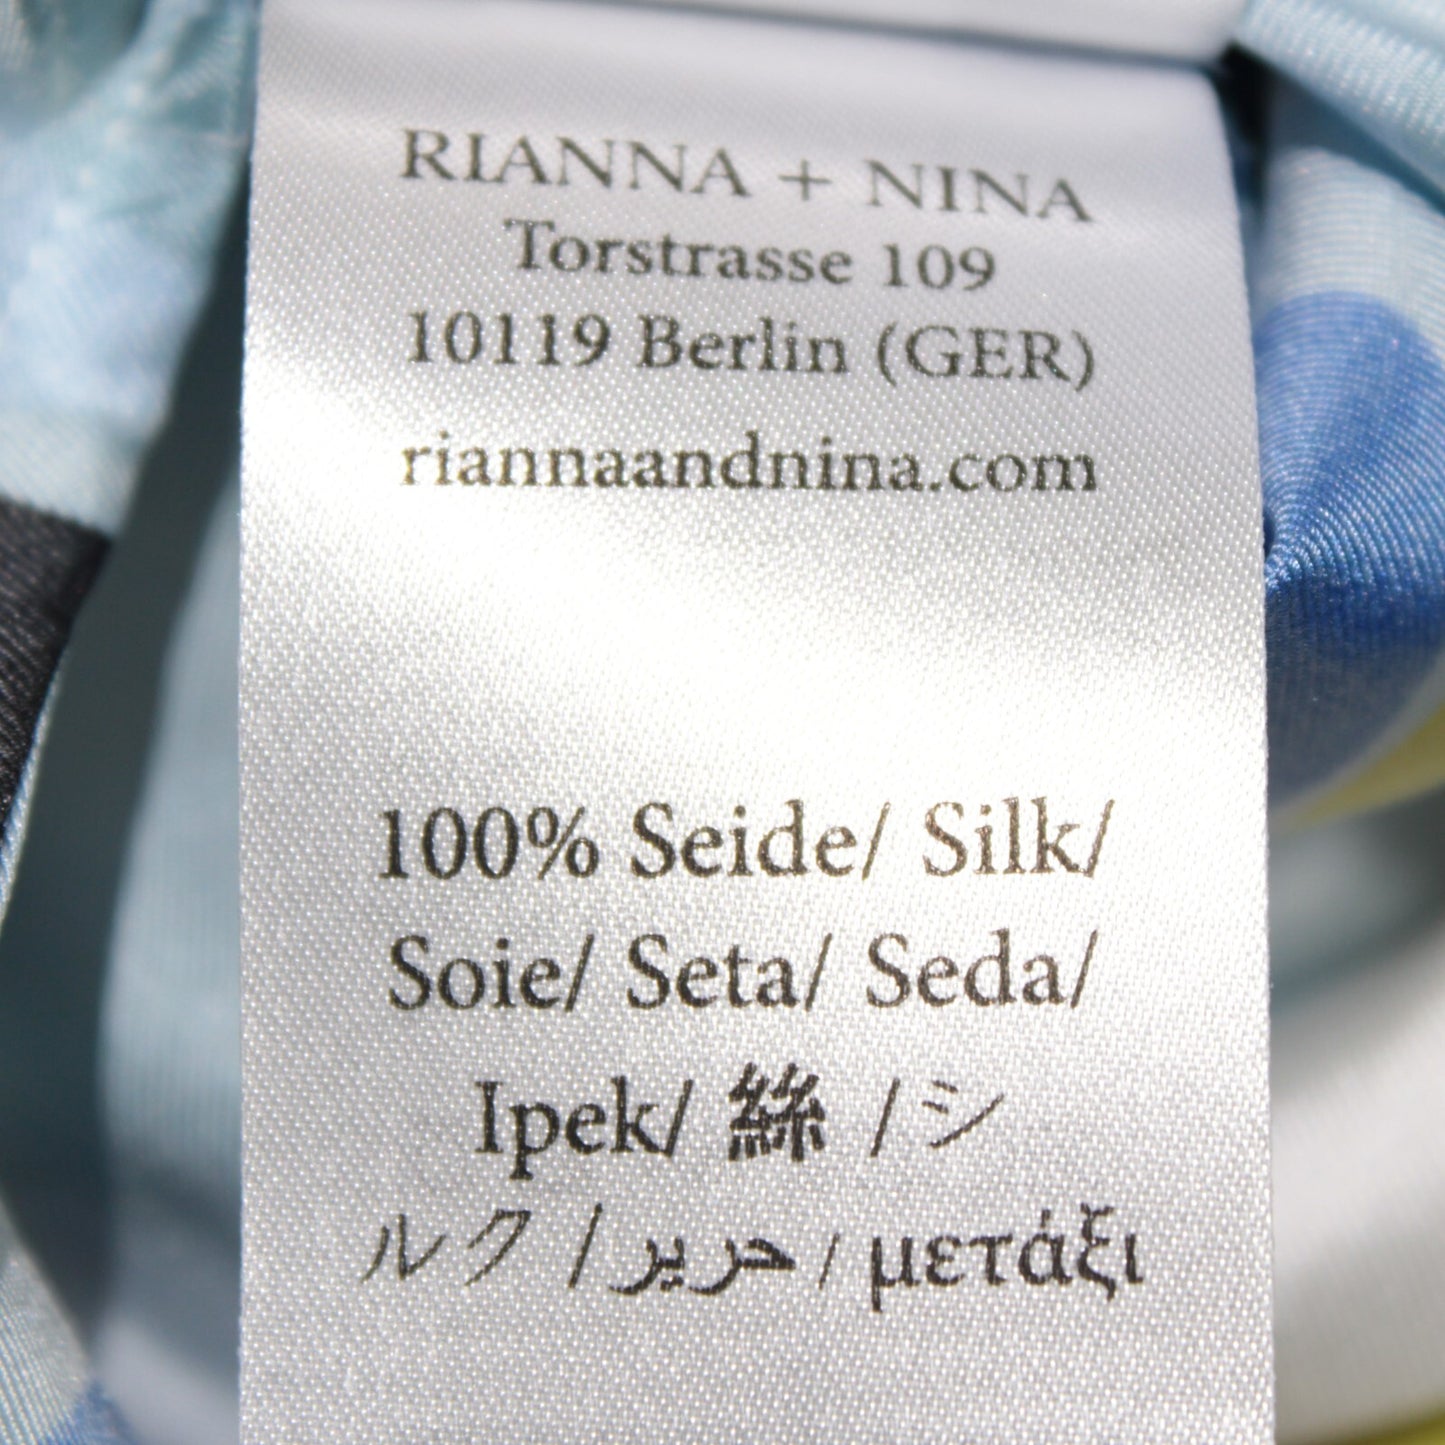 RIANNA + NINA
Torstrasse 109
10119 Berlin (GER)
riannaandnina.com
100% Seide/ Silk/
Soie/ Seta/ Seda/
Ipek/ 絲 /シ
ルク / حرير / μετάξι